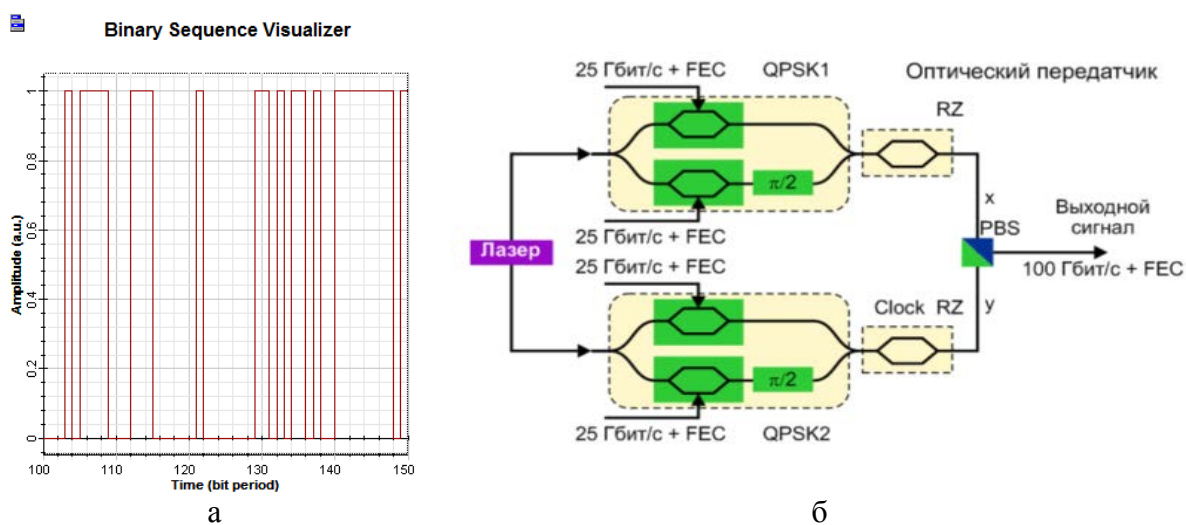 Binary Sequence Visualizer
Amplitude (a.u.)
1
0.8
0.6
0.4
0.2
0
100 110 120 130 140 150
Time (bit period)
а
25 Гбит/с + FEC QPSK1
Оптический передатчик
RZ
π/2
25 Гбит/с + FEC
x
PBS
Выходной
сигнал
100 Гбит/с + FEC
Лазер
25 Гбит/с + FEC
Clock RZ
y
π/2
25 Гбит/с + FEC QPSK2
б